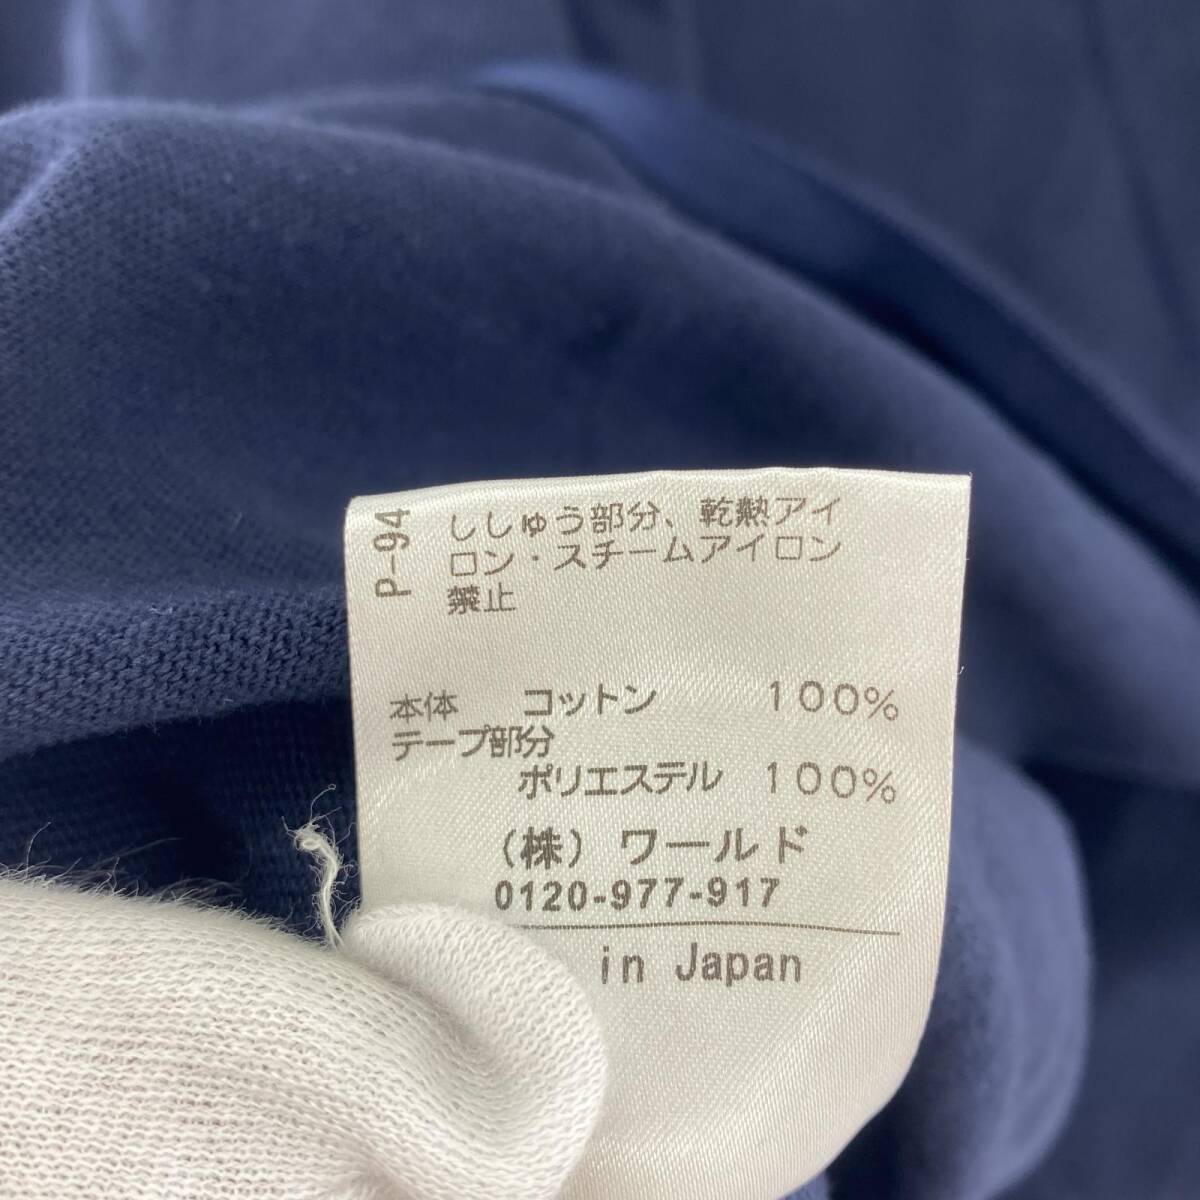 P-94
ししゅう部分、乾熱アイ
ロン・スチームアイロン
禁止
本体 コットン 100%
テープ部分
ポリエステル 100%
(株) ワールド
0120-977-917
in Japan